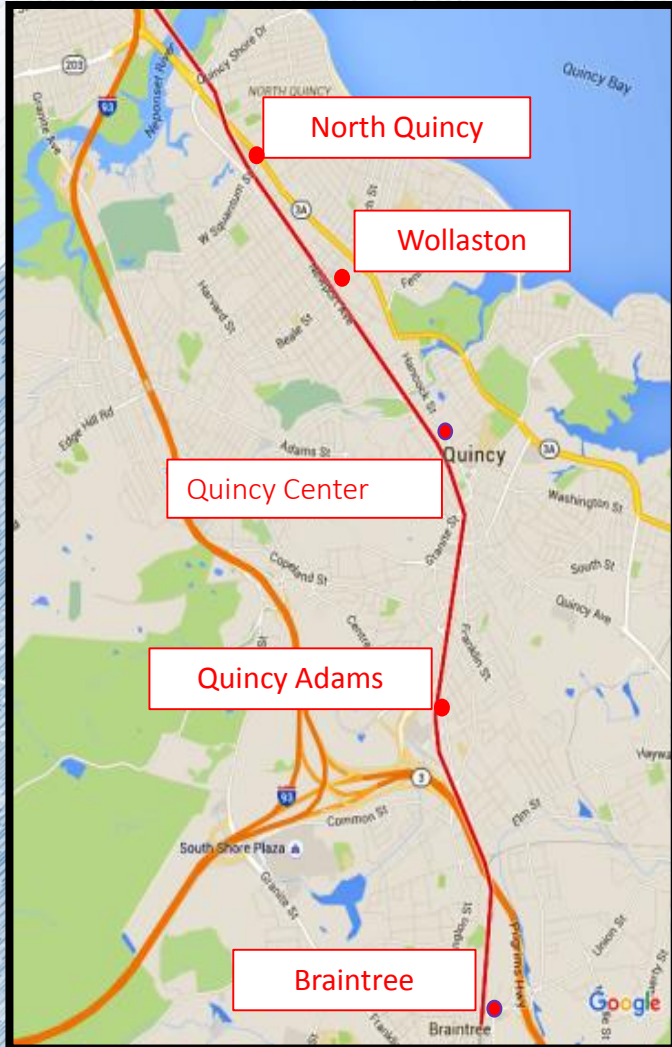 Quincy Shore Dr
203
Neponset River
Quincy Bay
93
NORTH QUINCY
Granite Ave
North Quincy
W Squantum St
3A
Wollaston
Newport Ave
Harvard St
Beale St
Hancock St
Edge Hill Rd
Adams St
Quincy
3A
Quincy Center
Washington St
Granite St
Copeland St
South St
Quincy Ave
Centre
Franklin St
Quincy Adams
3
93
Elm St
Common St
South Shore Plaza
Granite St
Pilgrims Hwy
Union St
Braintree
Google
Braintree